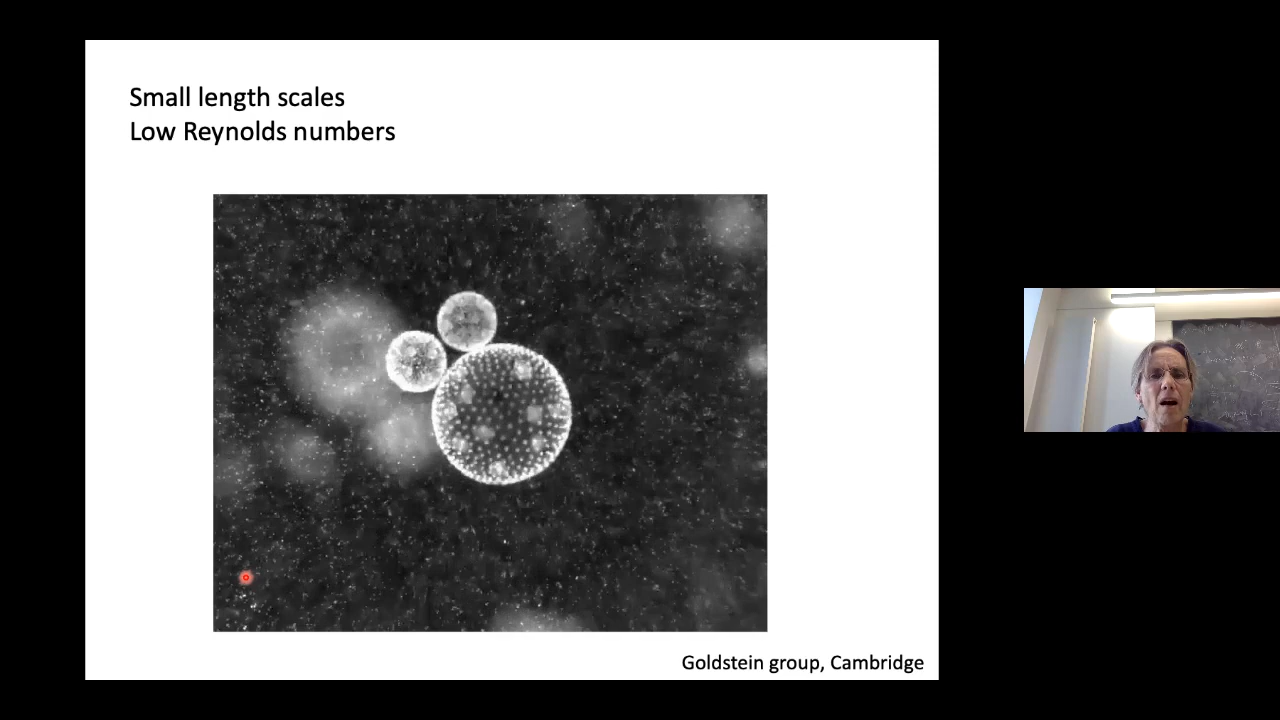 Small length scales
Low Reynolds numbers
Goldstein group, Cambridge